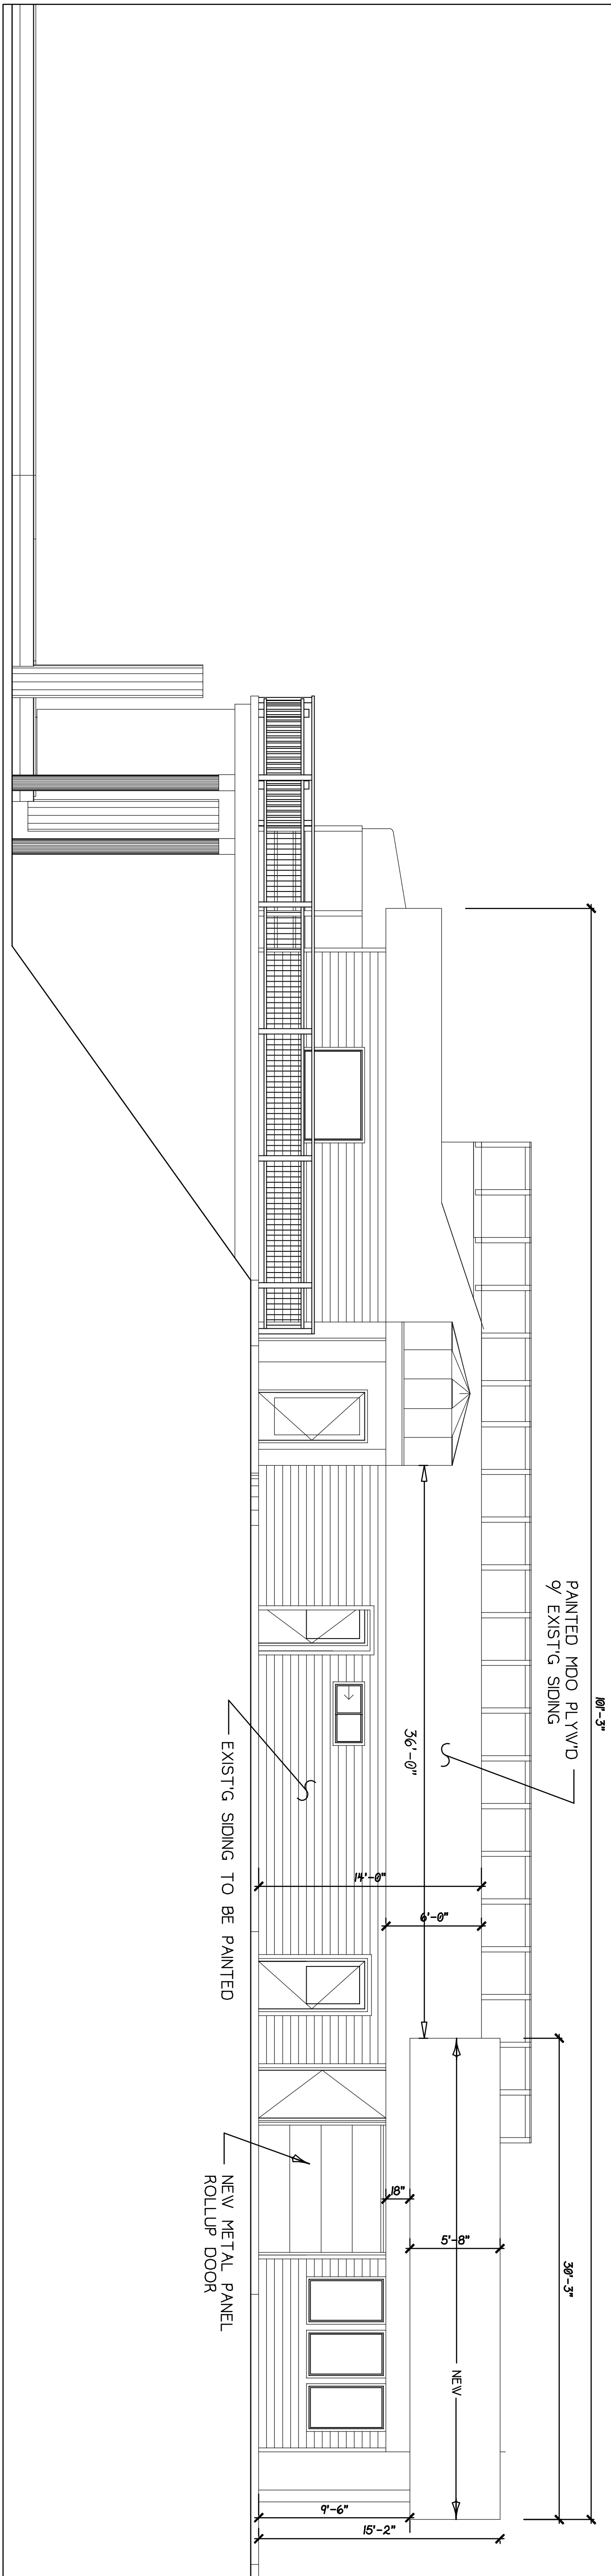 101'-3"
PAINTED MDO PLYW'D
O/ EXIST'G SIDING
36'-0"
EXIST'G SIDING TO BE PAINTED
14'-0"
6'-0"
30'-3"
NEW METAL PANEL
ROLLUP DOOR
18"
5'-8"
NEW
9'-6"
15'-2"